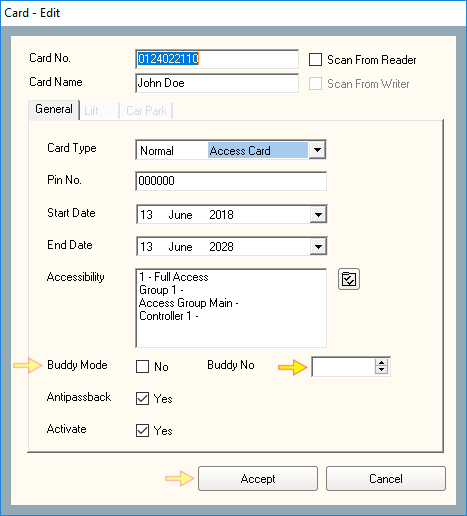 Card - Edit
Card No. 0124022110 Scan From Reader
Card Name John Doe Scan From Writer
General Lift Car Park
Card Type Normal Access Card
Pin No. 000000
Start Date 13 June 2018
End Date 13 June 2028
Accessibility 1 - Full Access
Group 1 -
Access Group Main -
Controller 1 -
Buddy Mode No Buddy No
Antipassback Yes
Activate Yes
Accept Cancel